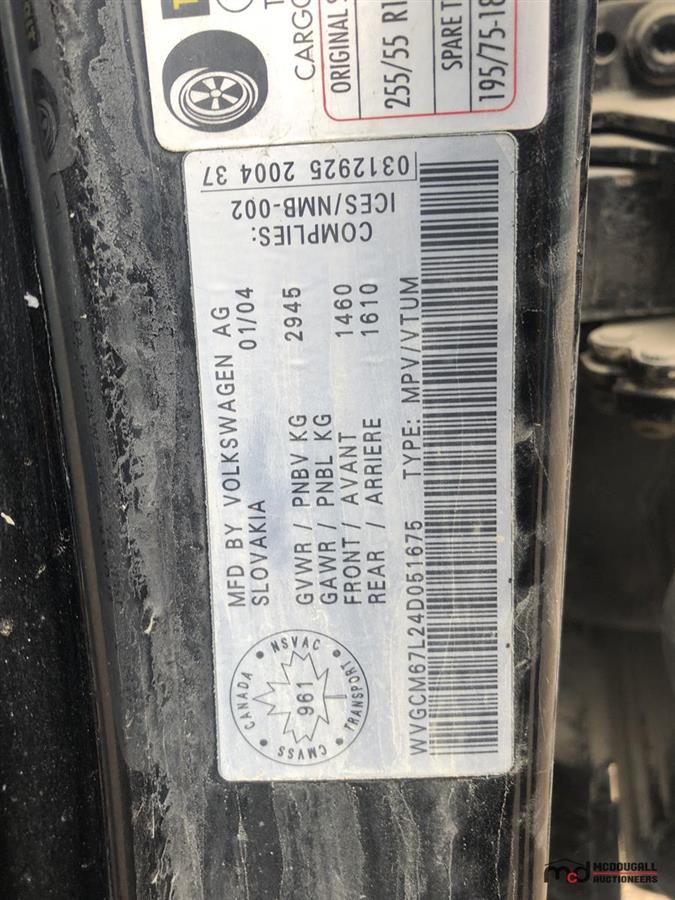 CARGO
ORIGINAL S
255/55 R1
SPARE T
195/75-18
MFD BY VOLKSWAGEN AG
SLOVAKIA 01/04
GVWR / PNBV KG 2945
GAWR / PNBL KG
FRONT / AVANT 1460
REAR / ARRIERE 1610
COMPLIES:
ICES/NMB-002
0312925 2004 37
CANADA
NSVAC
TRANSPORT
CMVSS
961
WVGCM67L24D051675 TYPE: MPV/VTUM
mcd MCDOUGALL
AUCTIONEERS